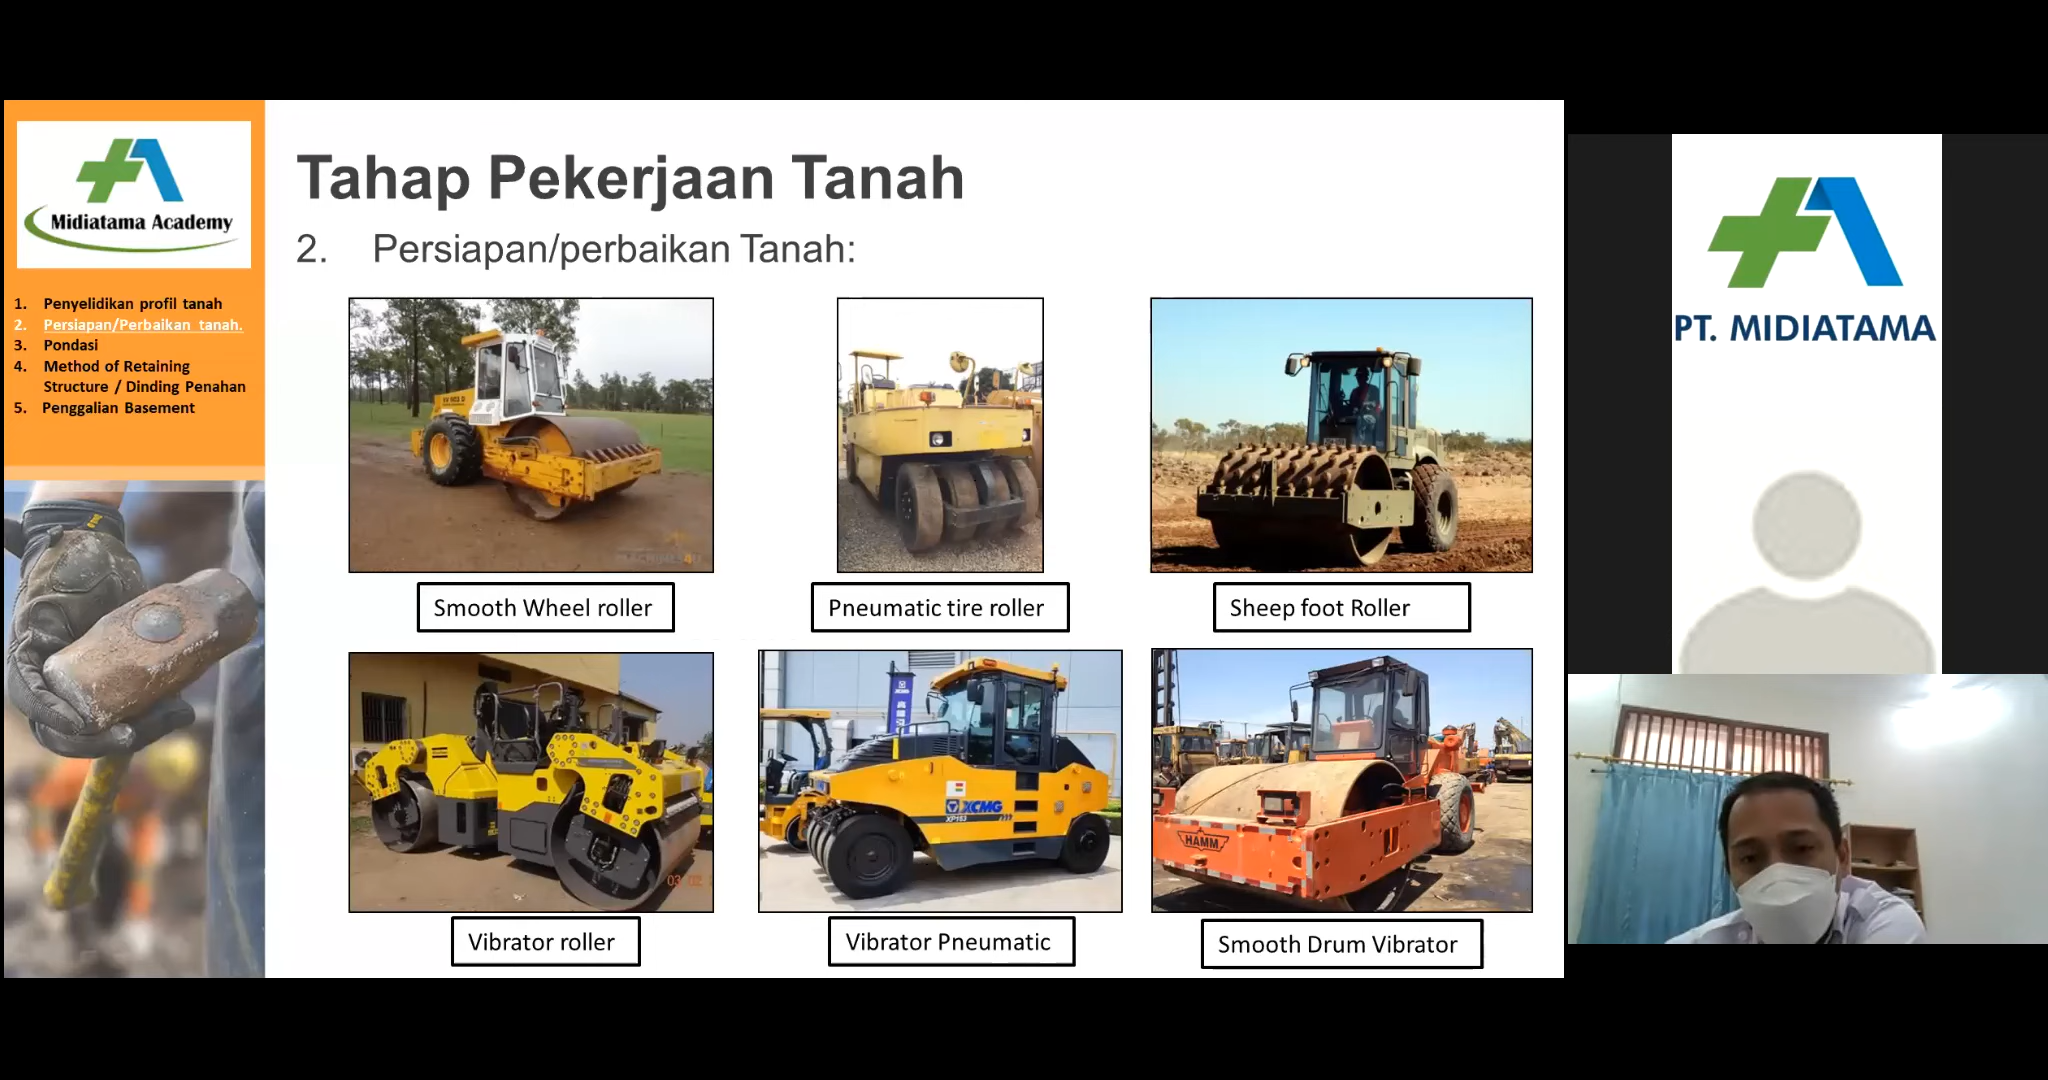 Midiatama Academy
1. Penyelidikan profil tanah
2. Persiapan/Perbaikan tanah.
3. Pondasi
4. Method of Retaining
Structure / Dinding Penahan
5. Penggalian Basement
Tahap Pekerjaan Tanah
2. Persiapan/perbaikan Tanah:
Smooth Wheel roller
Pneumatic tire roller
Sheep foot Roller
XCMG
XP163
HAMM
Vibrator roller
Vibrator Pneumatic
Smooth Drum Vibrator
PT. MIDIATAMA